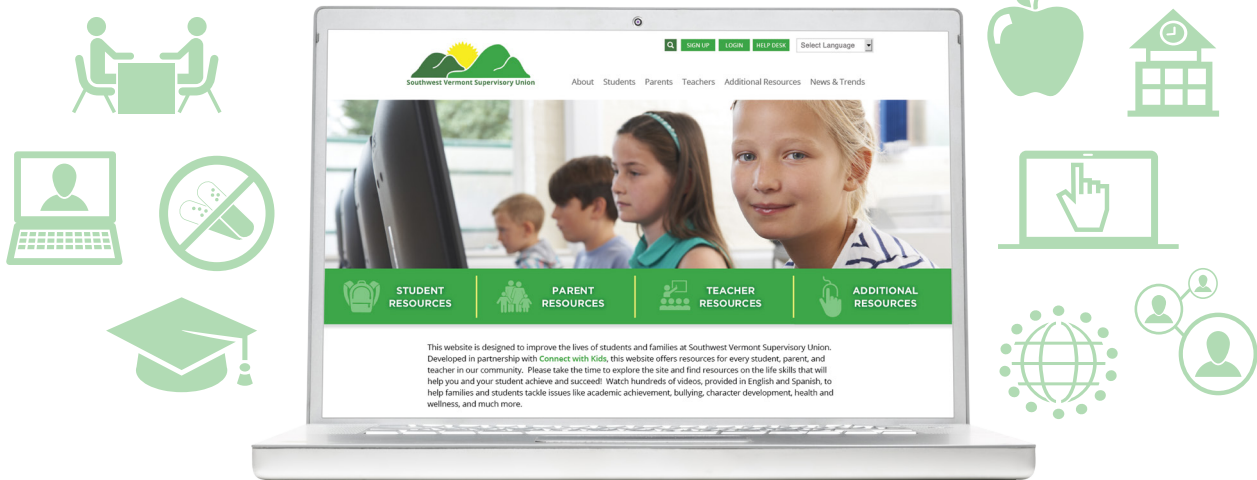 SIGN UP LOGIN HELP DESK Select Language
Southwest Vermont Supervisory Union
About Students Parents Teachers Additional Resources News & Trends
STUDENT RESOURCES
PARENT RESOURCES
TEACHER RESOURCES
ADDITIONAL RESOURCES
This website is designed to improve the lives of students and families at Southwest Vermont Supervisory Union.
Developed in partnership with Connect with Kids, this website offers resources for every student, parent, and
teacher in our community. Please take the time to explore the site and find resources on the life skills that will
help you and your student achieve and succeed! Watch hundreds of videos, provided in English and Spanish, to
help families and students tackle issues like academic achievement, bullying, character development, health and
wellness, and much more.